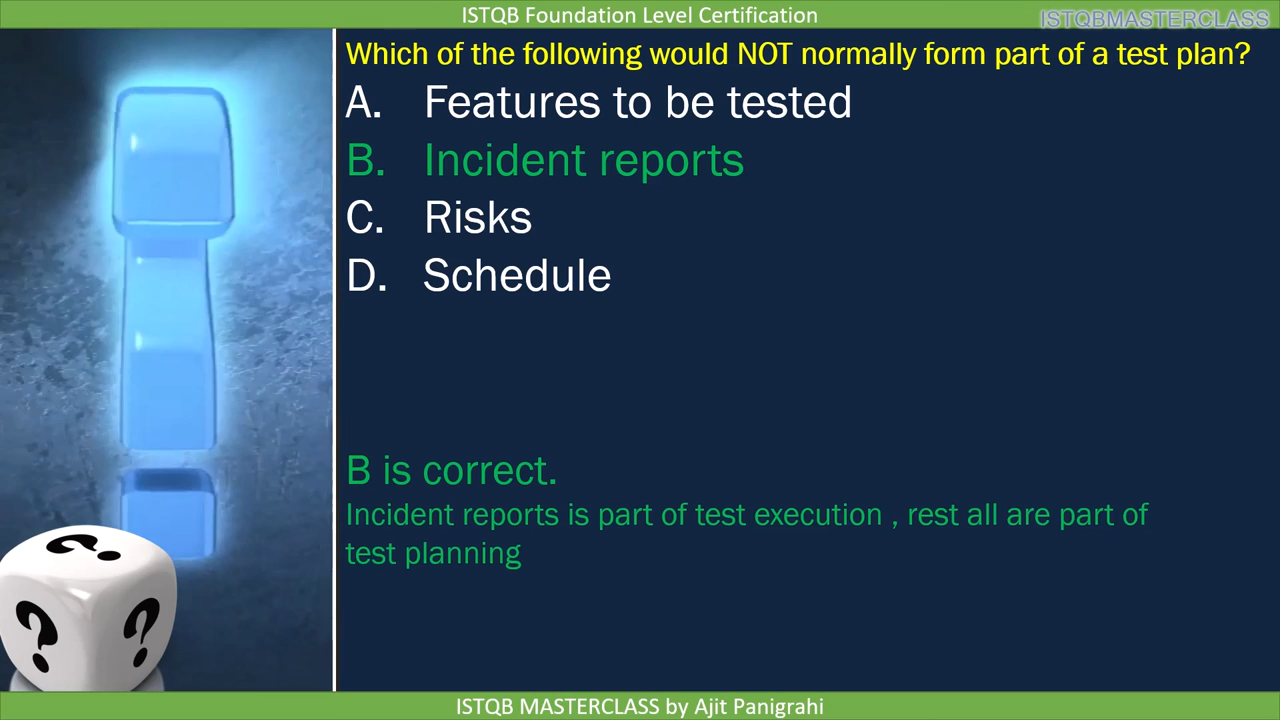 ISTQB Foundation Level Certification
ISTQBMASTERCLASS
Which of the following would NOT normally form part of a test plan?
A. Features to be tested
B. Incident reports
C. Risks
D. Schedule
B is correct.
Incident reports is part of test execution , rest all are part of
test planning
? ? ?
ISTQB MASTERCLASS by Ajit Panigrahi